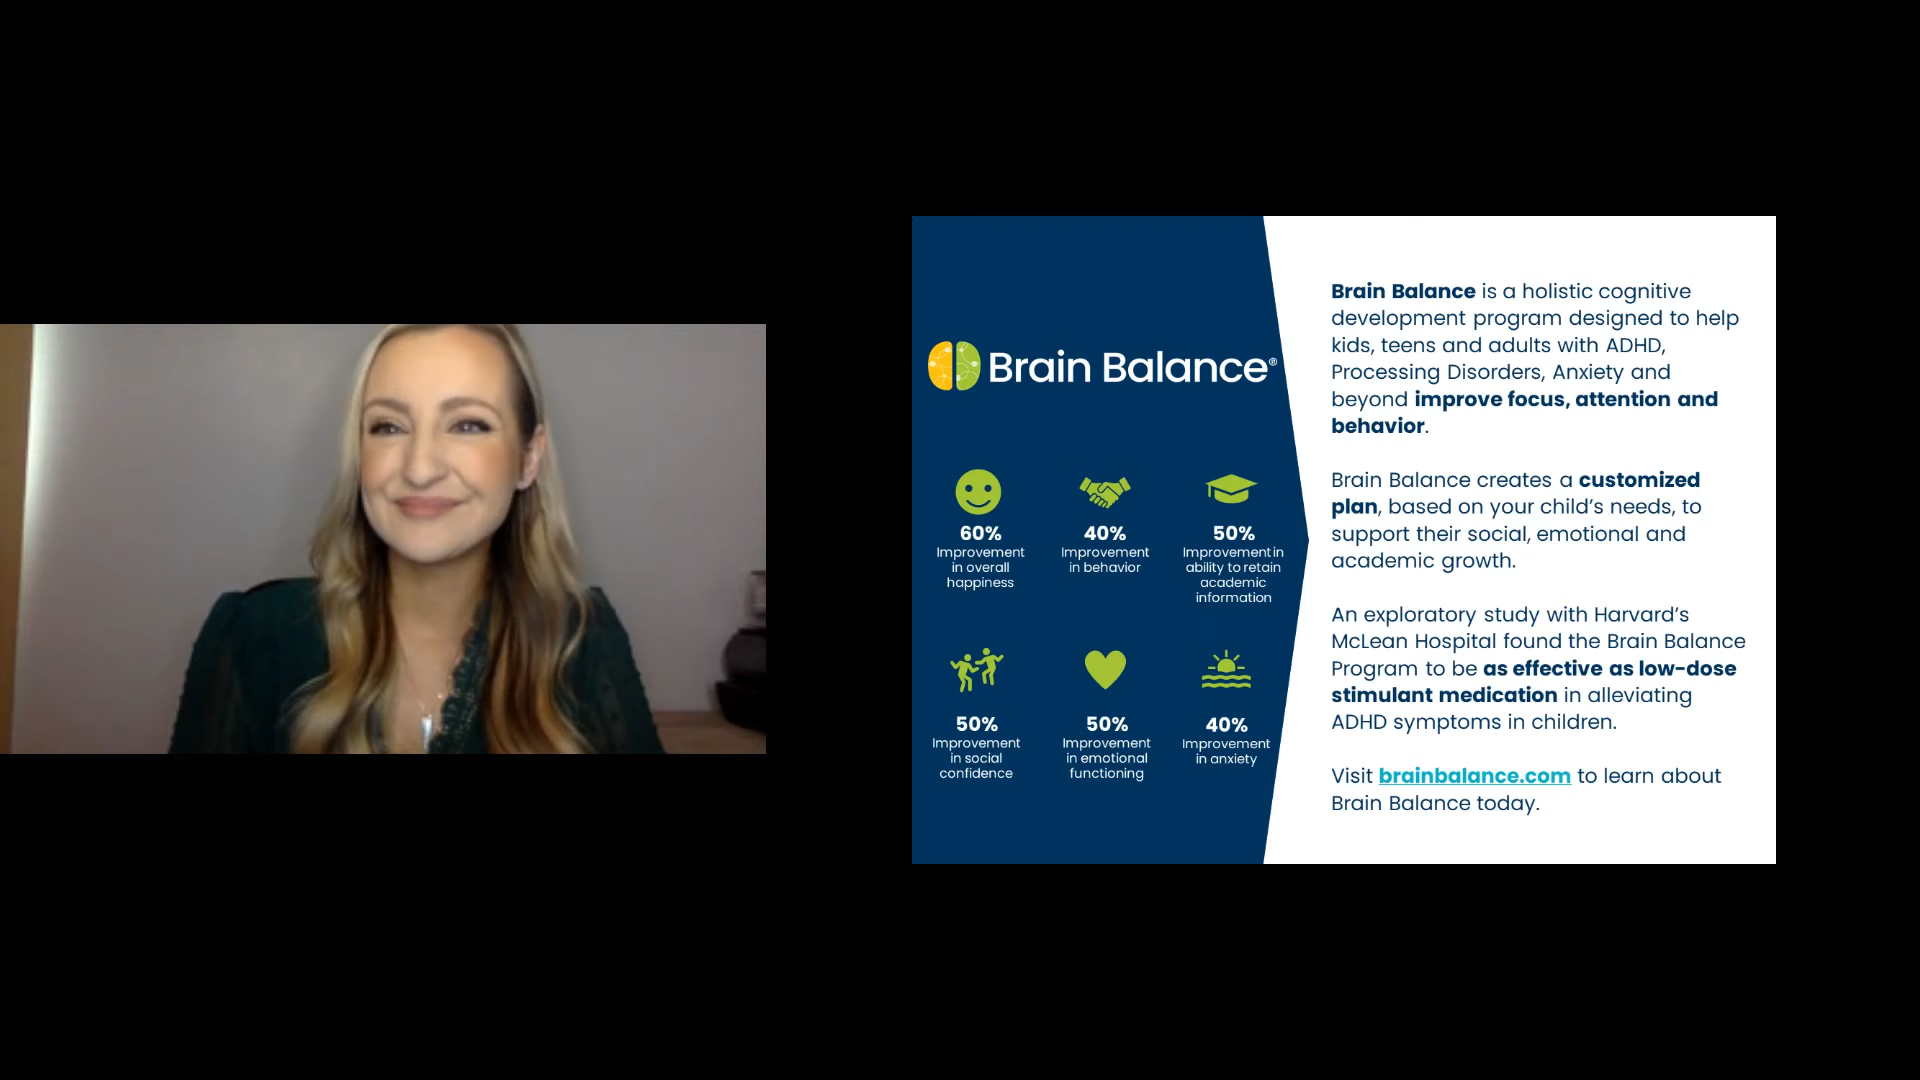 Brain Balance®
60%
Improvement
in overall
happiness
40%
Improvement
in behavior
50%
Improvement in
ability to retain
academic
information
50%
Improvement
in social
confidence
50%
Improvement
in emotional
functioning
40%
Improvement
in anxiety
Brain Balance is a holistic cognitive
development program designed to help
kids, teens and adults with ADHD,
Processing Disorders, Anxiety and
beyond improve focus, attention and
behavior.
Brain Balance creates a customized
plan, based on your child’s needs, to
support their social, emotional and
academic growth.
An exploratory study with Harvard’s
McLean Hospital found the Brain Balance
Program to be as effective as low-dose
stimulant medication in alleviating
ADHD symptoms in children.
Visit brainbalance.com to learn about
Brain Balance today.